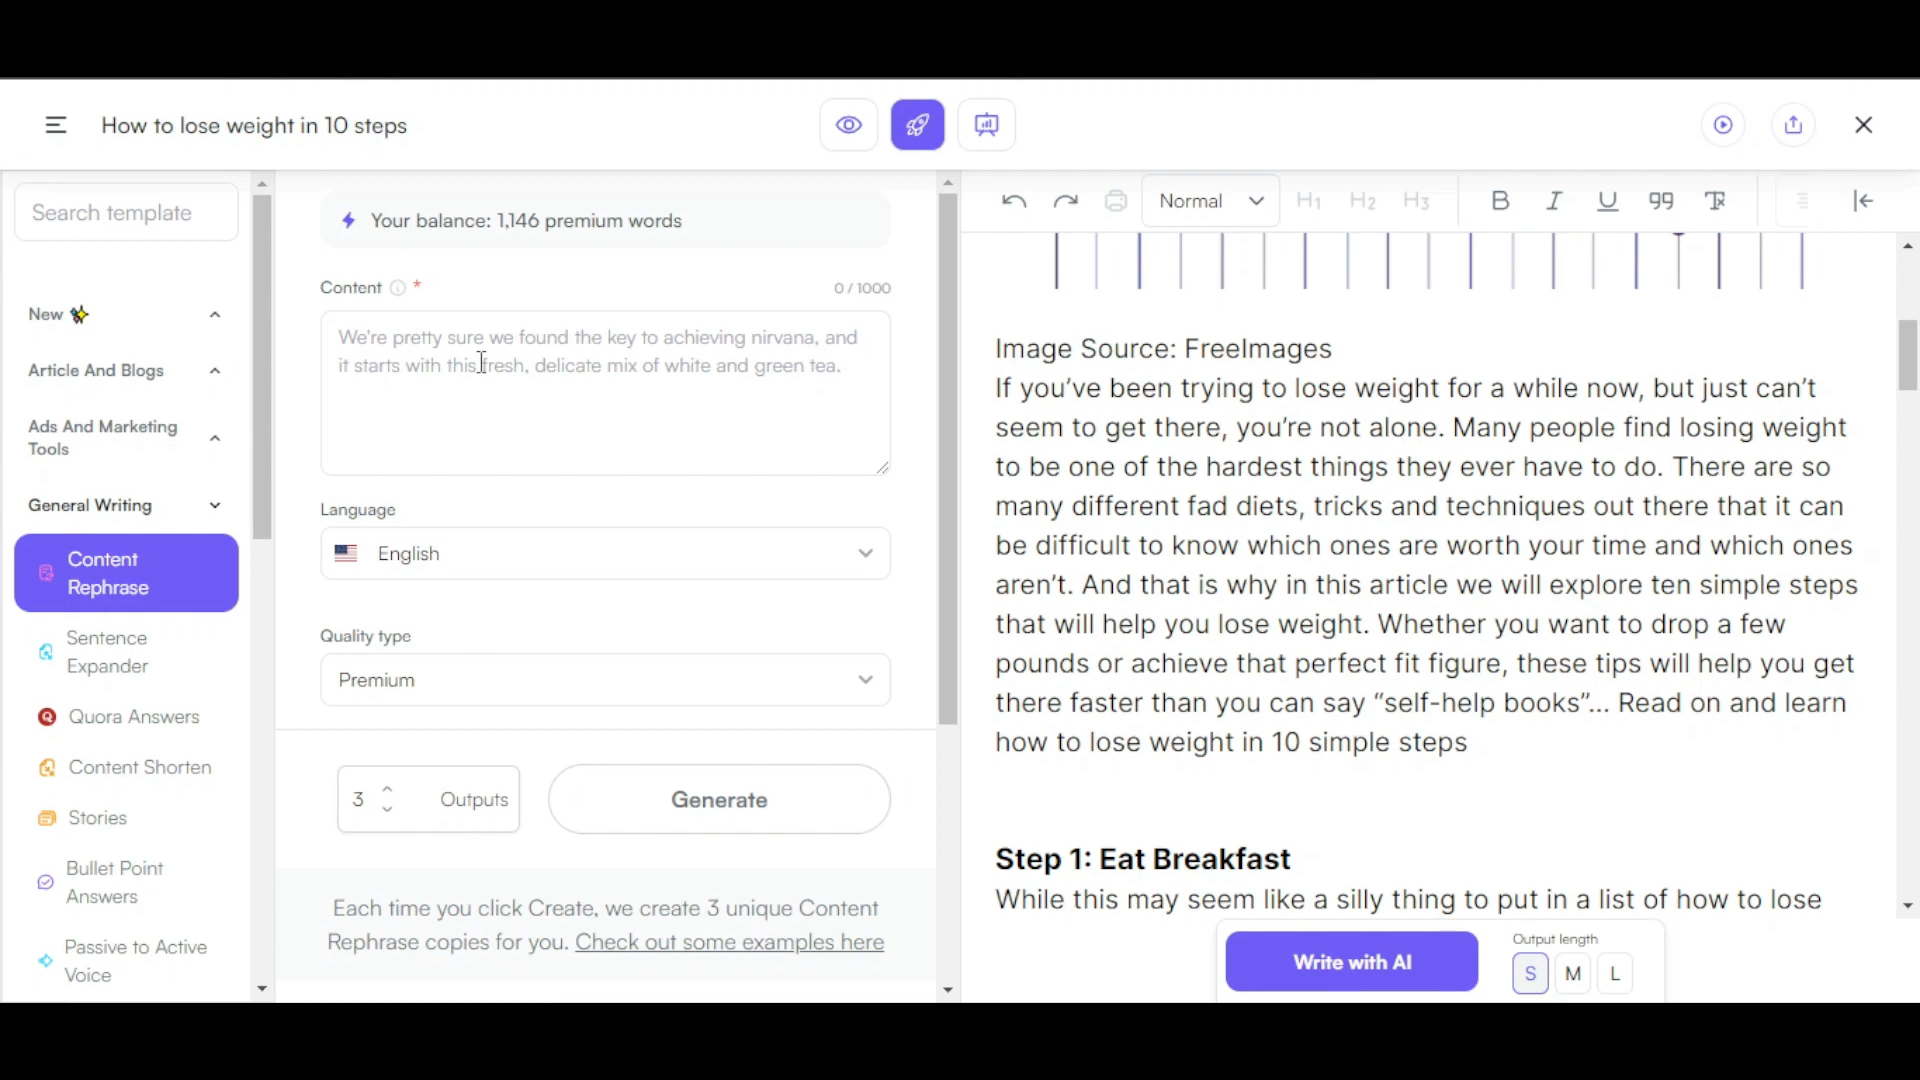 How to lose weight in 10 steps
Search template
New
Article And Blogs
Ads And Marketing
Tools
General Writing
Content
Rephrase
Sentence
Expander
Quora Answers
Content Shorten
Stories
Bullet Point
Answers
Passive to Active
Voice
Your balance: 1,146 premium words
Content * 0 / 1000
We're pretty sure we found the key to achieving nirvana, and
it starts with this fresh, delicate mix of white and green tea.
Language
English
Quality type
Premium
3 Outputs Generate
Each time you click Create, we create 3 unique Content
Rephrase copies for you. Check out some examples here
Normal H1 H2 H3 B I U
Image Source: FreeImages
If you’ve been trying to lose weight for a while now, but just can’t
seem to get there, you’re not alone. Many people find losing weight
to be one of the hardest things they ever have to do. There are so
many different fad diets, tricks and techniques out there that it can
be difficult to know which ones are worth your time and which ones
aren’t. And that is why in this article we will explore ten simple steps
that will help you lose weight. Whether you want to drop a few
pounds or achieve that perfect fit figure, these tips will help you get
there faster than you can say “self-help books”... Read on and learn
how to lose weight in 10 simple steps
Step 1: Eat Breakfast
While this may seem like a silly thing to put in a list of how to lose
Write with AI
Output length
S M L